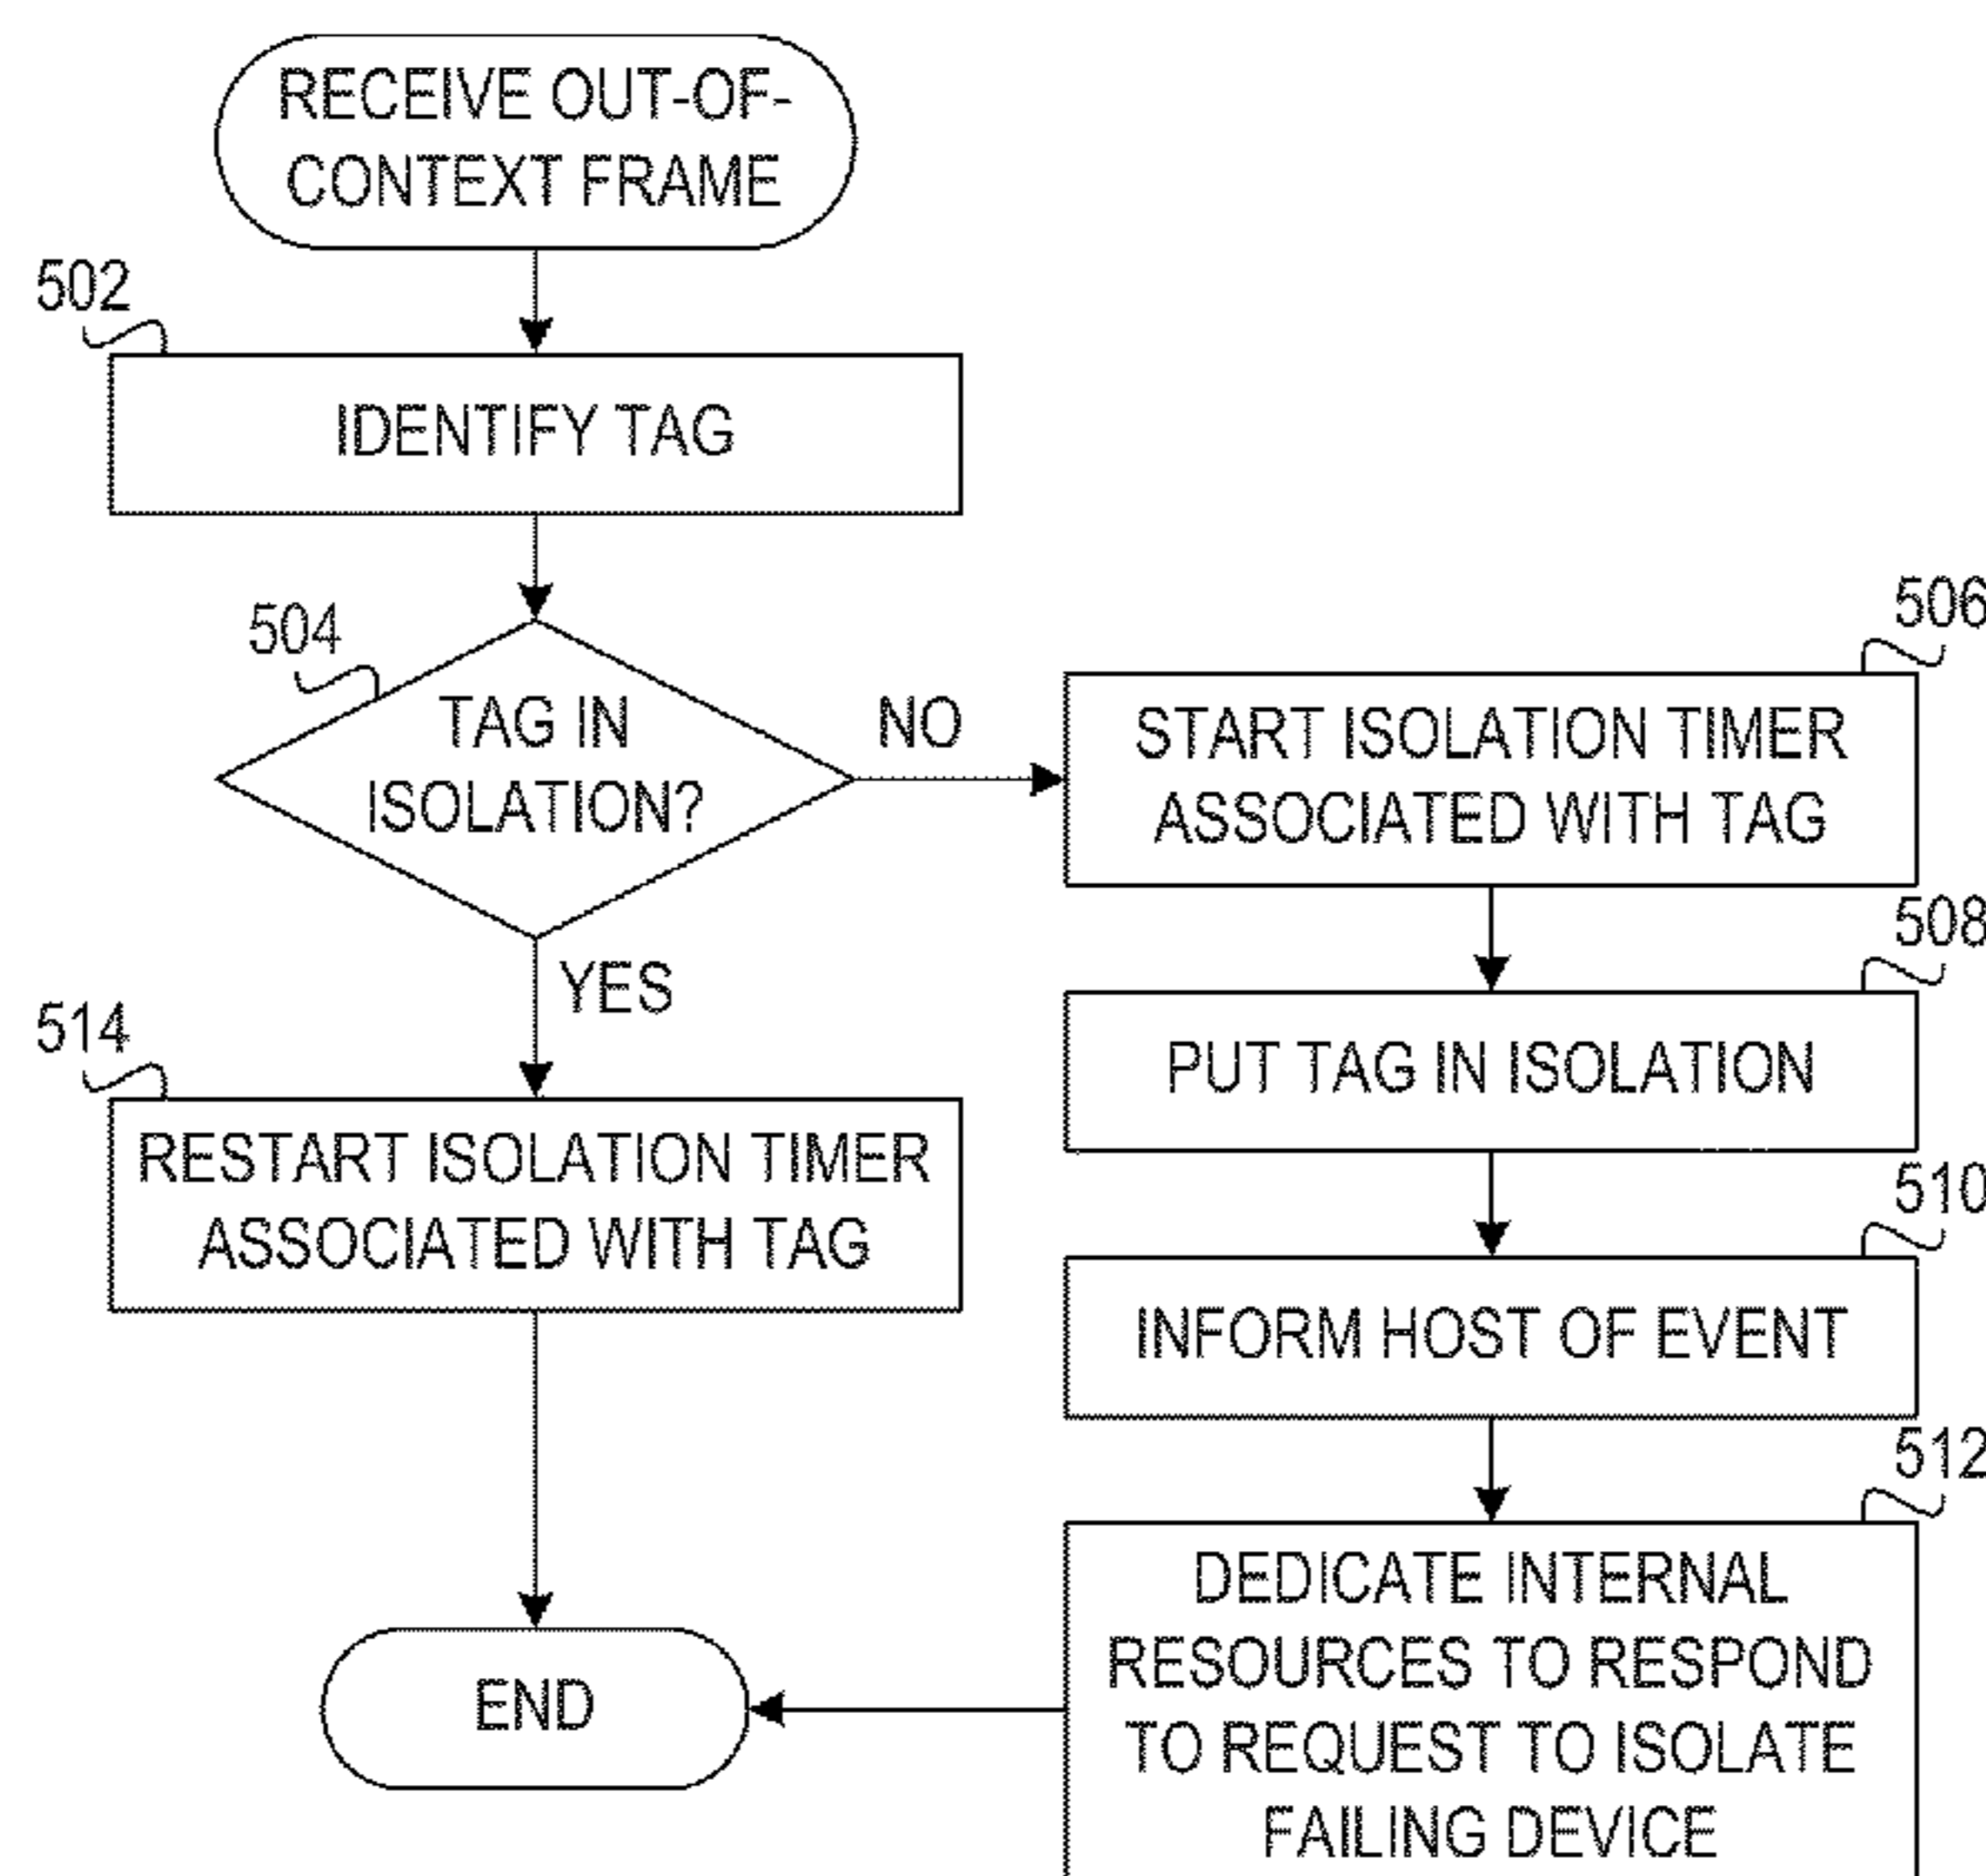 RECEIVE OUT-OF-
CONTEXT FRAME
502
IDENTIFY TAG
504
TAG IN
ISOLATION?
NO
YES
506
START ISOLATION TIMER
ASSOCIATED WITH TAG
508
PUT TAG IN ISOLATION
510
INFORM HOST OF EVENT
512
DEDICATE INTERNAL
RESOURCES TO RESPOND
TO REQUEST TO ISOLATE
FAILING DEVICE
514
RESTART ISOLATION TIMER
ASSOCIATED WITH TAG
END